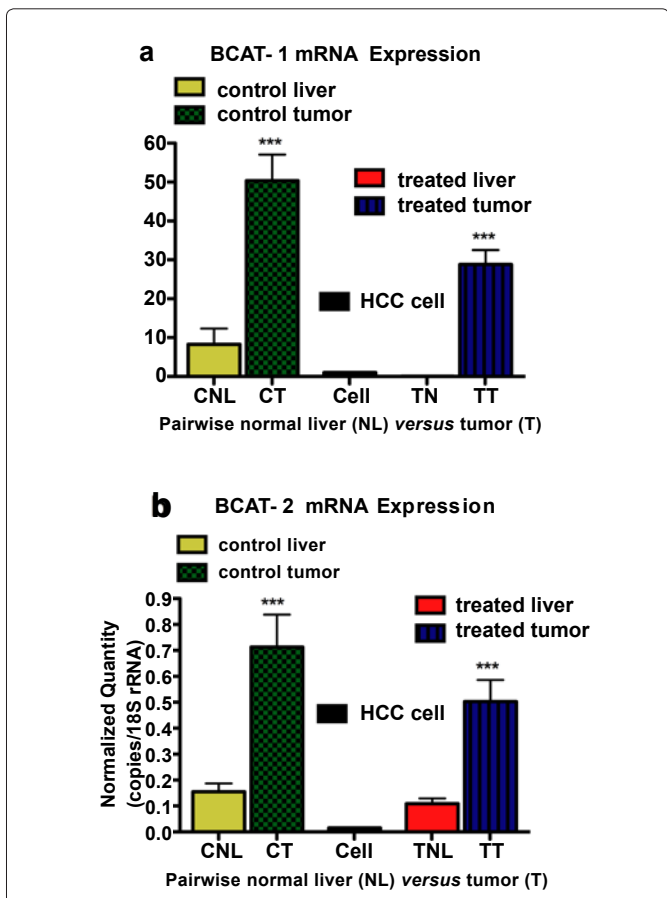 a BCAT- 1 mRNA Expression
control liver
control tumor
***
60
50
40
30
20
10
0
treated liver
treated tumor
***
HCC cell
CNL CT Cell TN TT
Pairwise normal liver (NL) versus tumor (T)
b BCAT- 2 mRNA Expression
control liver
control tumor
***
Normalized Quantity
(copies/18S rRNA)
0.9
0.8
0.7
0.6
0.5
0.4
0.3
0.2
0.1
0.0
treated liver
treated tumor
***
HCC cell
CNL CT Cell TNL TT
Pairwise normal liver (NL) versus tumor (T)